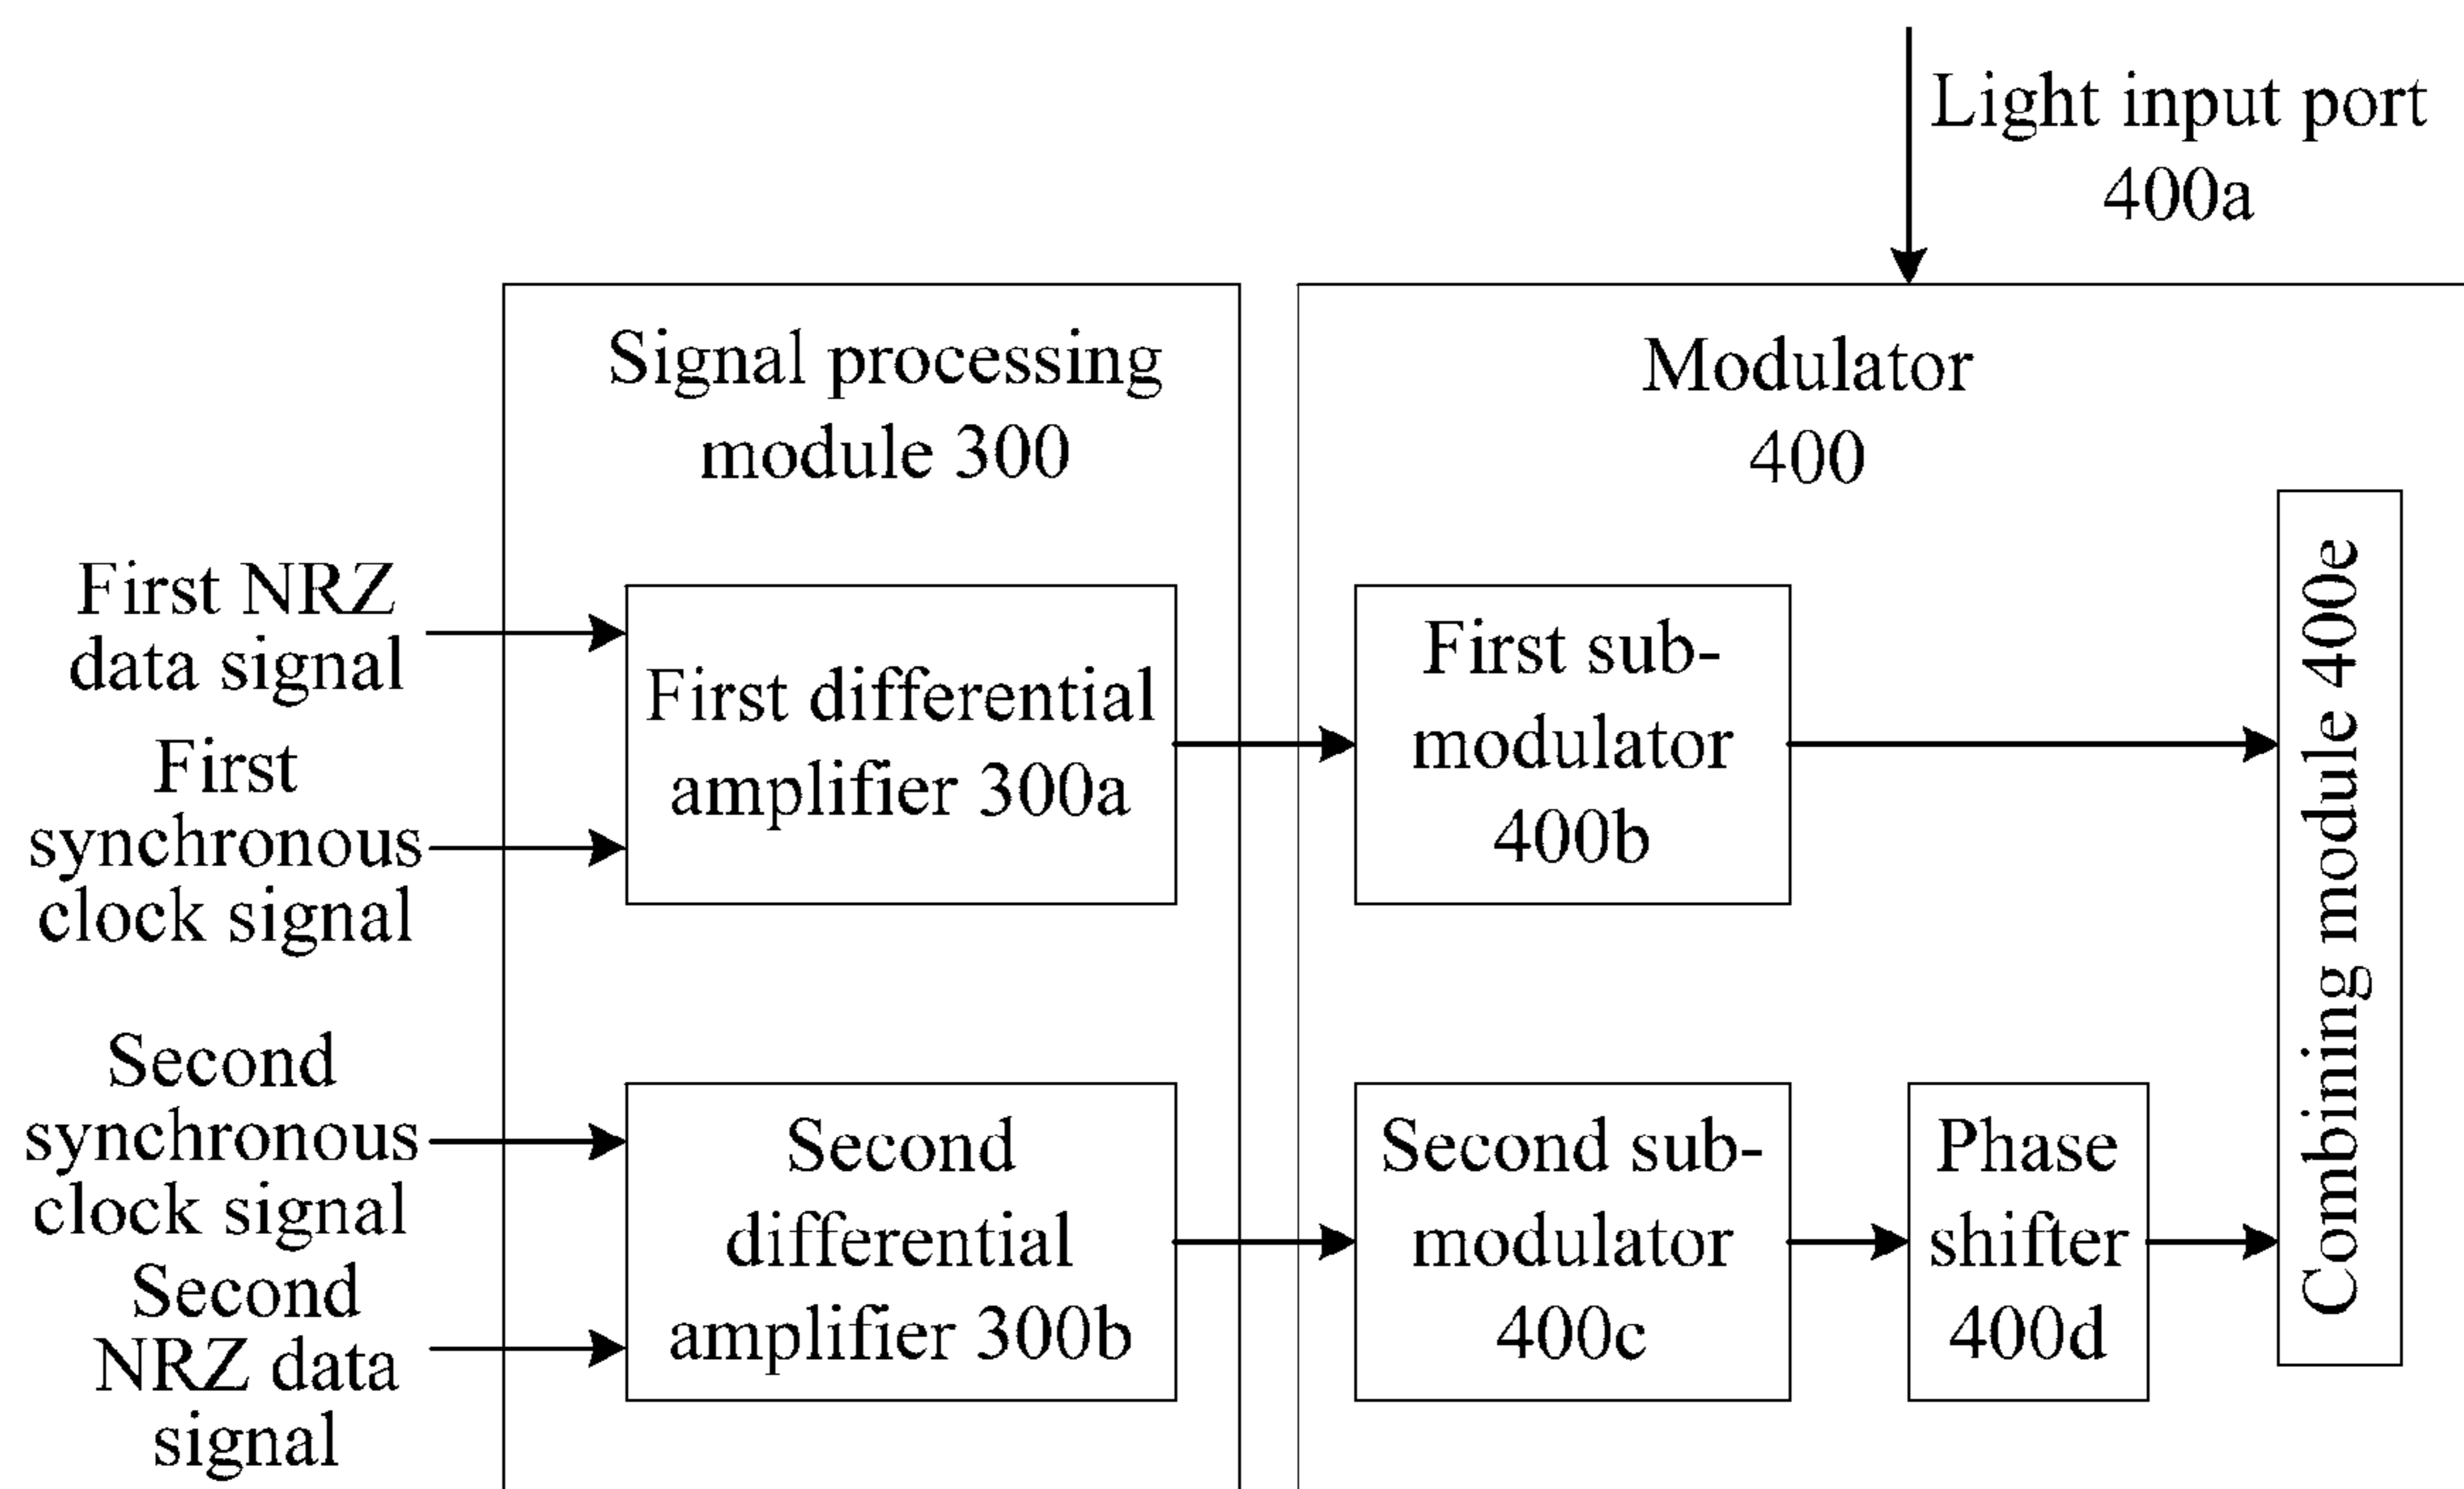 Light input port
400a
Signal processing
module 300
Modulator
400
First NRZ
data signal
First
synchronous
clock signal
First differential
amplifier 300a
First sub-
modulator
400b
Combining module 400e
Second
synchronous
clock signal
Second
NRZ data
signal
Second
differential
amplifier 300b
Second sub-
modulator
400c
Phase
shifter
400d